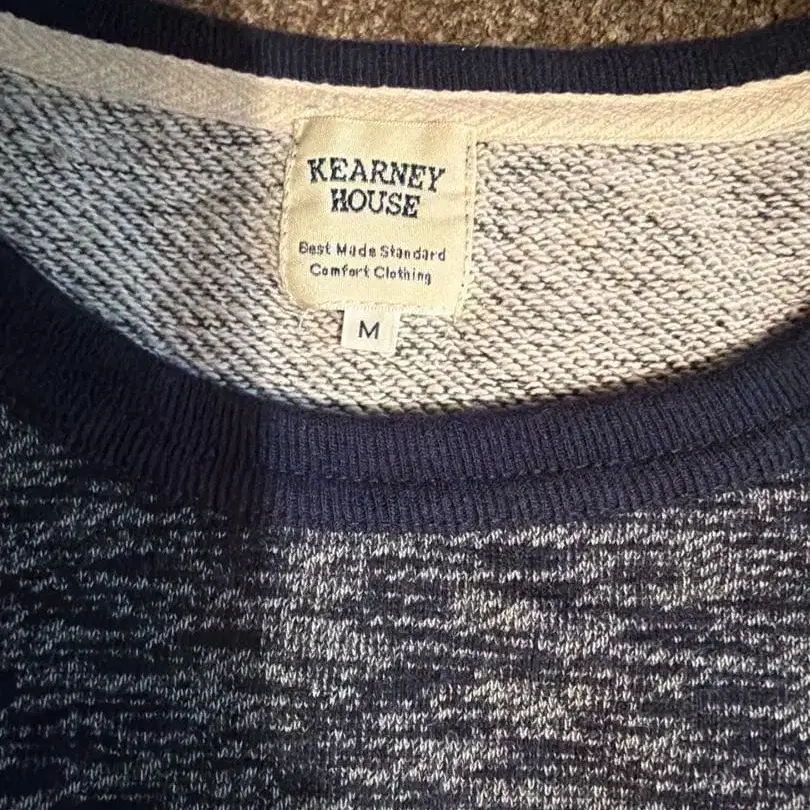 KEARNEY
HOUSE
Best Made Standard
Comfort Clothing
M